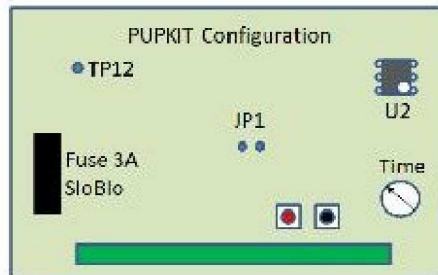 PUPKIT Configuration
TP12
U2
JP1
Fuse 3A
SloBlo
Time